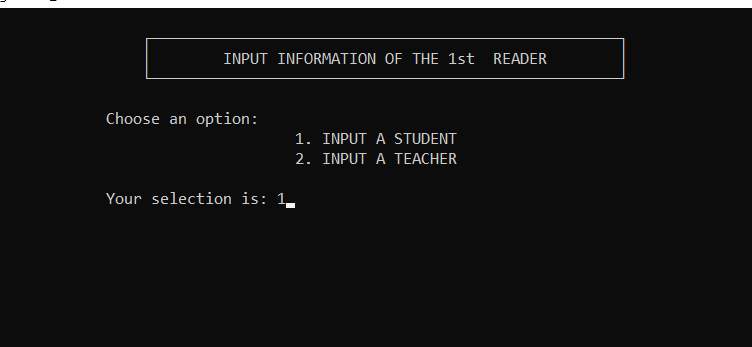 INPUT INFORMATION OF THE 1st  READER
Choose an option:
1. INPUT A STUDENT
2. INPUT A TEACHER
Your selection is: 1